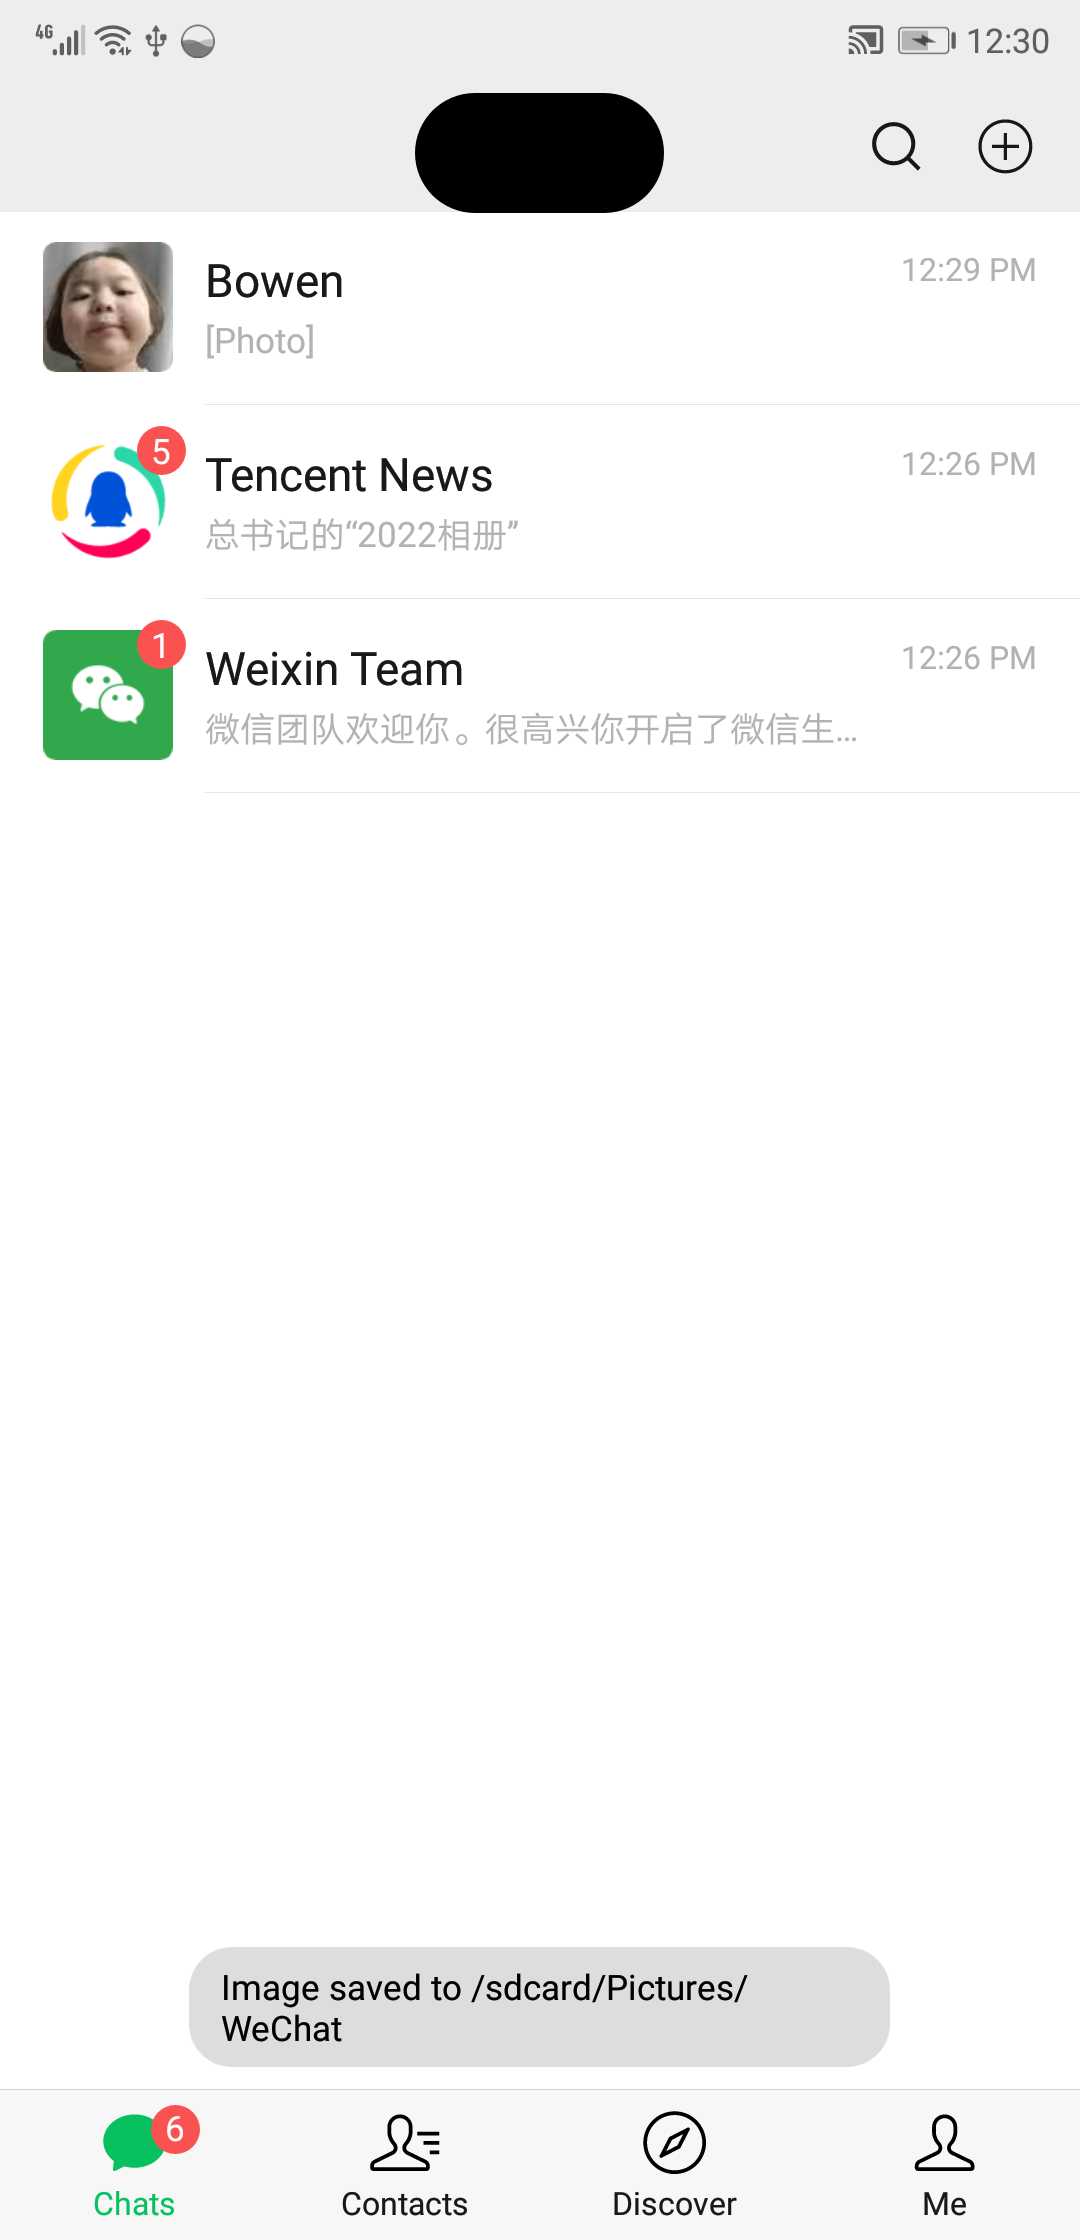 4G 12:30
Bowen 12:29 PM
[Photo]
5
Tencent News 12:26 PM
总书记的“2022相册”
1
Weixin Team 12:26 PM
微信团队欢迎你。很高兴你开启了微信生...
Image saved to /sdcard/Pictures/
WeChat
6
Chats Contacts Discover Me